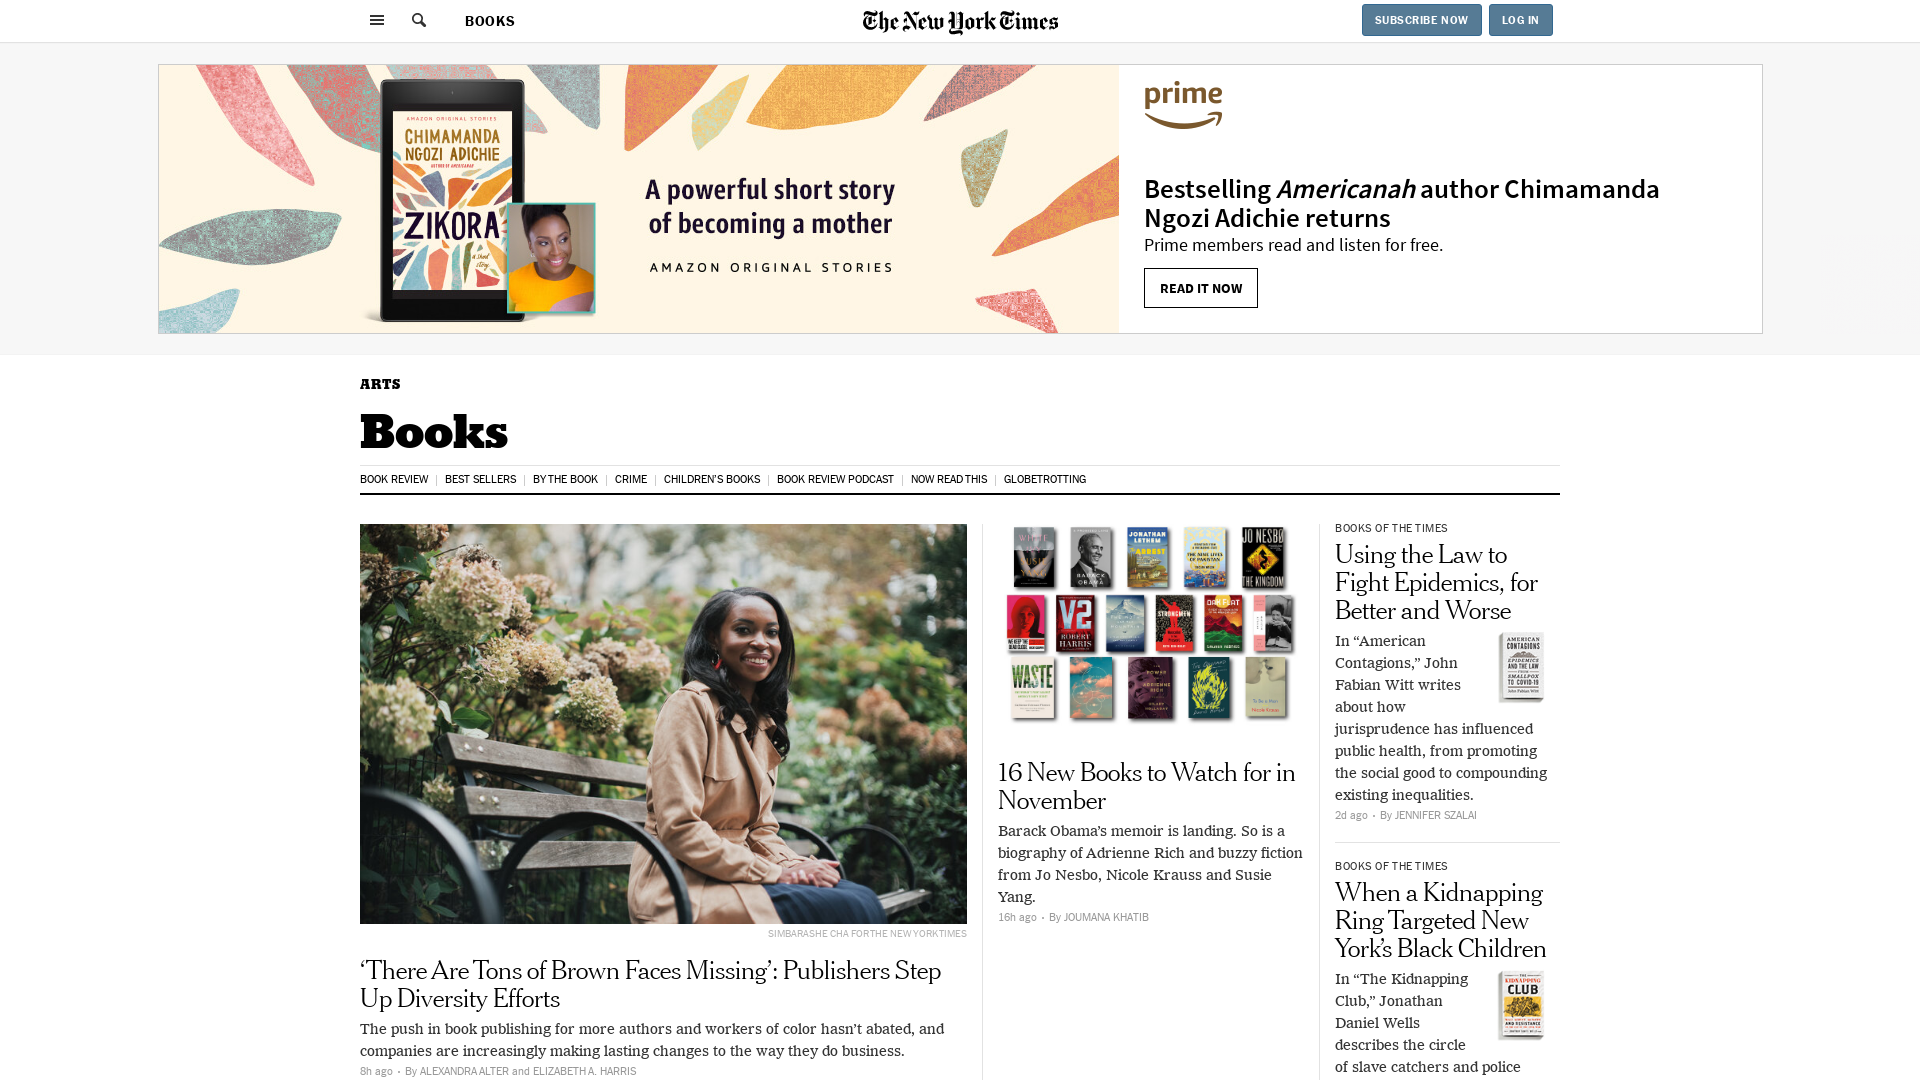 BOOKS
The New York Times
SUBSCRIBE NOW
LOG IN
AMAZON ORIGINAL STORIES
CHIMAMANDA
NGOZI ADICHIE
ZIKORA
a short
story
A powerful short story
of becoming a mother
AMAZON ORIGINAL STORIES
prime
Bestselling Americanah author Chimamanda
Ngozi Adichie returns
Prime members read and listen for free.
READ IT NOW
ARTS
Books
BOOK REVIEW
BEST SELLERS
BY THE BOOK
CRIME
CHILDREN'S BOOKS
BOOK REVIEW PODCAST
NOW READ THIS
GLOBETROTTING
SIMBARASHE CHA FOR THE NEW YORK TIMES
‘There Are Tons of Brown Faces Missing’: Publishers Step
Up Diversity Efforts
The push in book publishing for more authors and workers of color hasn’t abated, and
companies are increasingly making lasting changes to the way they do business.
8h ago • By ALEXANDRA ALTER and ELIZABETH A. HARRIS
JONATHAN
LETHEM
ARREST
BARACK
OBAMA
JO NESBO
THE KINGDOM
V2
ROBERT
HARRIS
STRONGMEN
OAK FLAT
WASTE
16 New Books to Watch for in
November
Barack Obama’s memoir is landing. So is a
biography of Adrienne Rich and buzzy fiction
from Jo Nesbo, Nicole Krauss and Susie
Yang.
16h ago • By JOUMANA KHATIB
BOOKS OF THE TIMES
Using the Law to
Fight Epidemics, for
Better and Worse
In “American
Contagions,” John
Fabian Witt writes
about how
jurisprudence has influenced
public health, from promoting
the social good to compounding
existing inequalities.
AMERICAN
CONTAGIONS
EPIDEMICS
AND THE LAW
FROM
SMALLPOX
TO COVID-19
John Fabian Witt
2d ago • By JENNIFER SZALAI
BOOKS OF THE TIMES
When a Kidnapping
Ring Targeted New
York’s Black Children
In “The Kidnapping
Club,” Jonathan
Daniel Wells
describes the circle
of slave catchers and police
THE
KIDNAPPING
CLUB